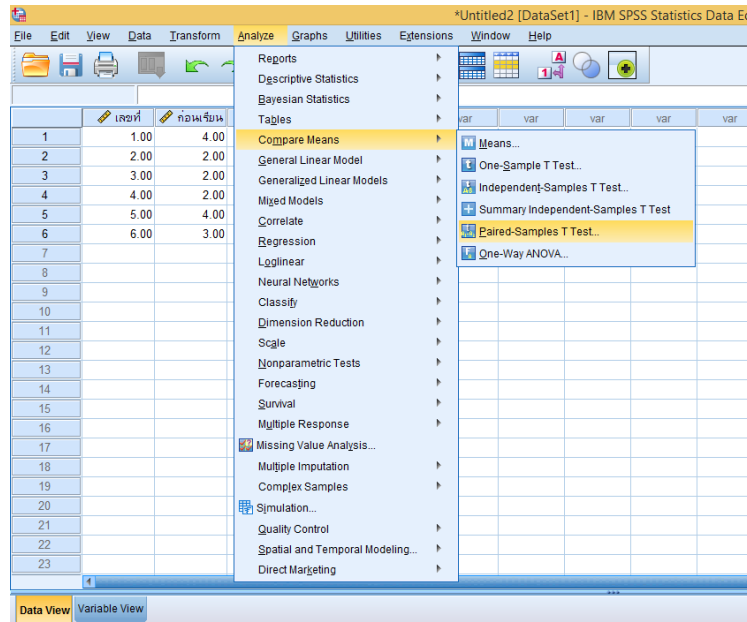 *Untitled2 [DataSet1] - IBM SPSS Statistics Data Ed
File Edit View Data Transform Analyze Graphs Utilities Extensions Window Help
เลขที่ ก่อนเรียน var var var var var
1 1.00 4.00
2 2.00 2.00
3 3.00 2.00
4 4.00 2.00
5 5.00 4.00
6 6.00 3.00
7
8
9
10
11
12
13
14
15
16
17
18
19
20
21
22
23
Reports
Descriptive Statistics
Bayesian Statistics
Tables
Compare Means
General Linear Model
Generalized Linear Models
Mixed Models
Correlate
Regression
Loglinear
Neural Networks
Classify
Dimension Reduction
Scale
Nonparametric Tests
Forecasting
Survival
Multiple Response
Missing Value Analysis...
Multiple Imputation
Complex Samples
Simulation...
Quality Control
Spatial and Temporal Modeling...
Direct Marketing
Means...
One-Sample T Test...
Independent-Samples T Test...
Summary Independent-Samples T Test
Paired-Samples T Test...
One-Way ANOVA...
Data View Variable View